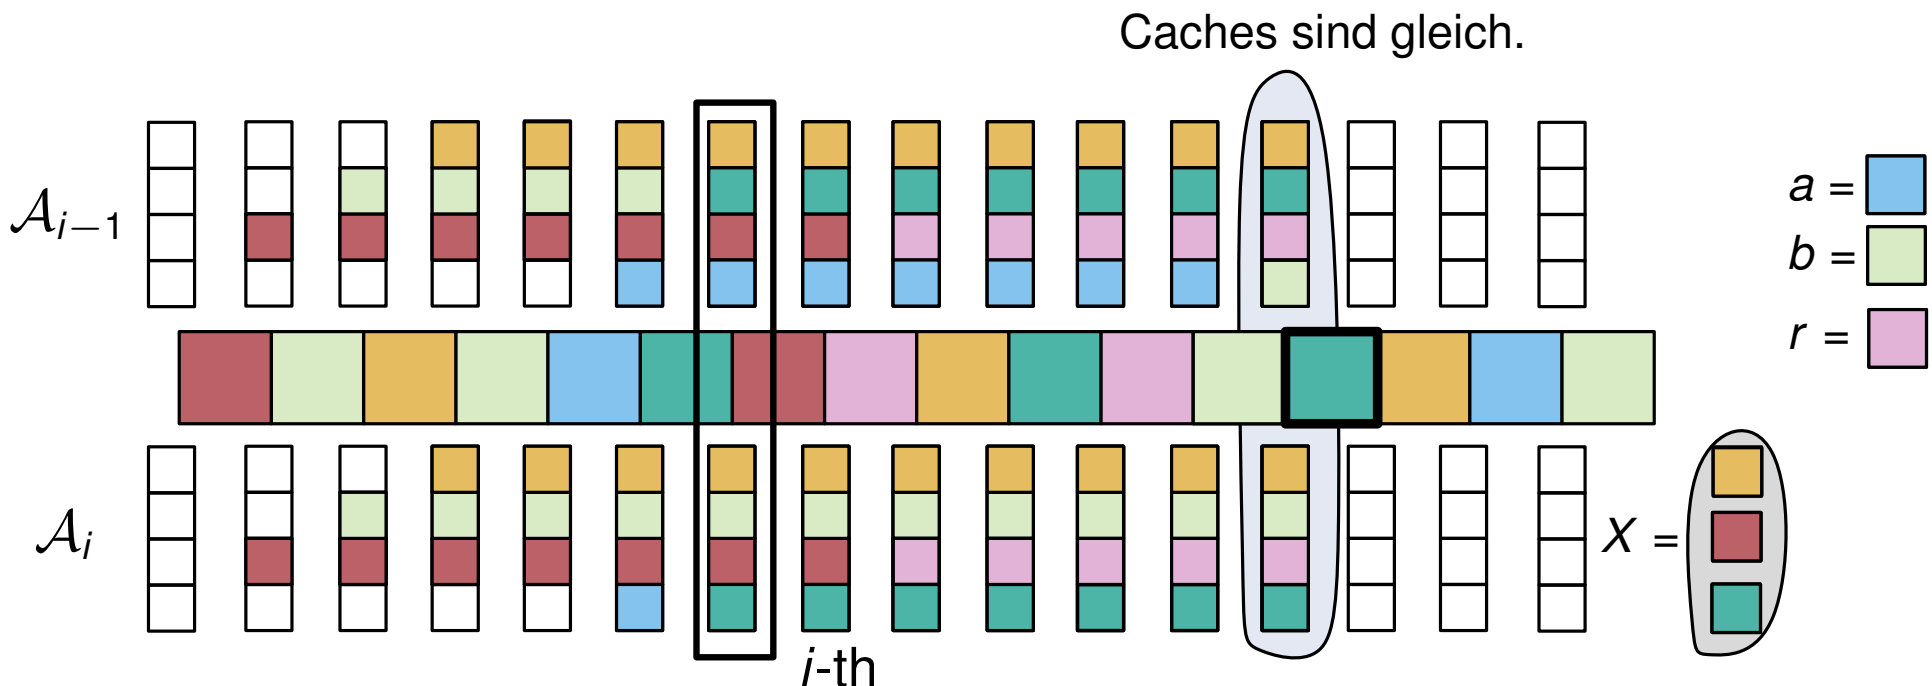 Caches sind gleich.
𝒜ᵢ₋₁
a =
b =
r =
𝒜ᵢ
X =
i-th